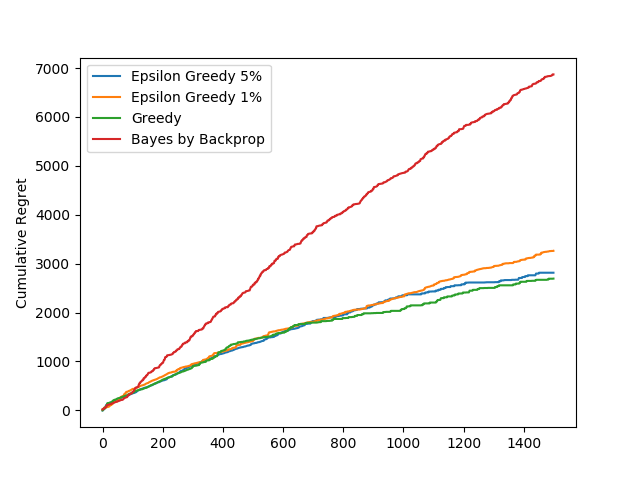 7000
6000
5000
4000
3000
2000
1000
0
Cumulative Regret
Epsilon Greedy 5%
Epsilon Greedy 1%
Greedy
Bayes by Backprop
0 200 400 600 800 1000 1200 1400